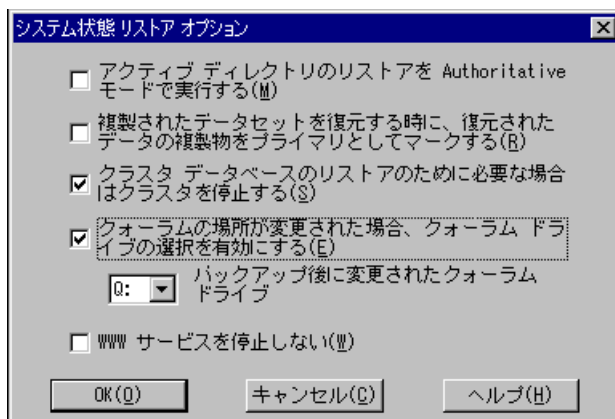 システム状態 リストア オプション
アクティブ ディレクトリのリストアを Authoritative
モードで実行する(M)
複製されたデータセットを復元する時に、復元された
データの複製物をプライマリとしてマークする(R)
クラスタ データベースのリストアのために必要な場合
はクラスタを停止する(S)
クォーラムの場所が変更された場合、クォーラム ドラ
イブの選択を有効にする(E)
Q:
バックアップ後に変更されたクォーラム
ドライブ
WWW サービスを停止しない(W)
OK(O)
キャンセル(C)
ヘルプ(H)